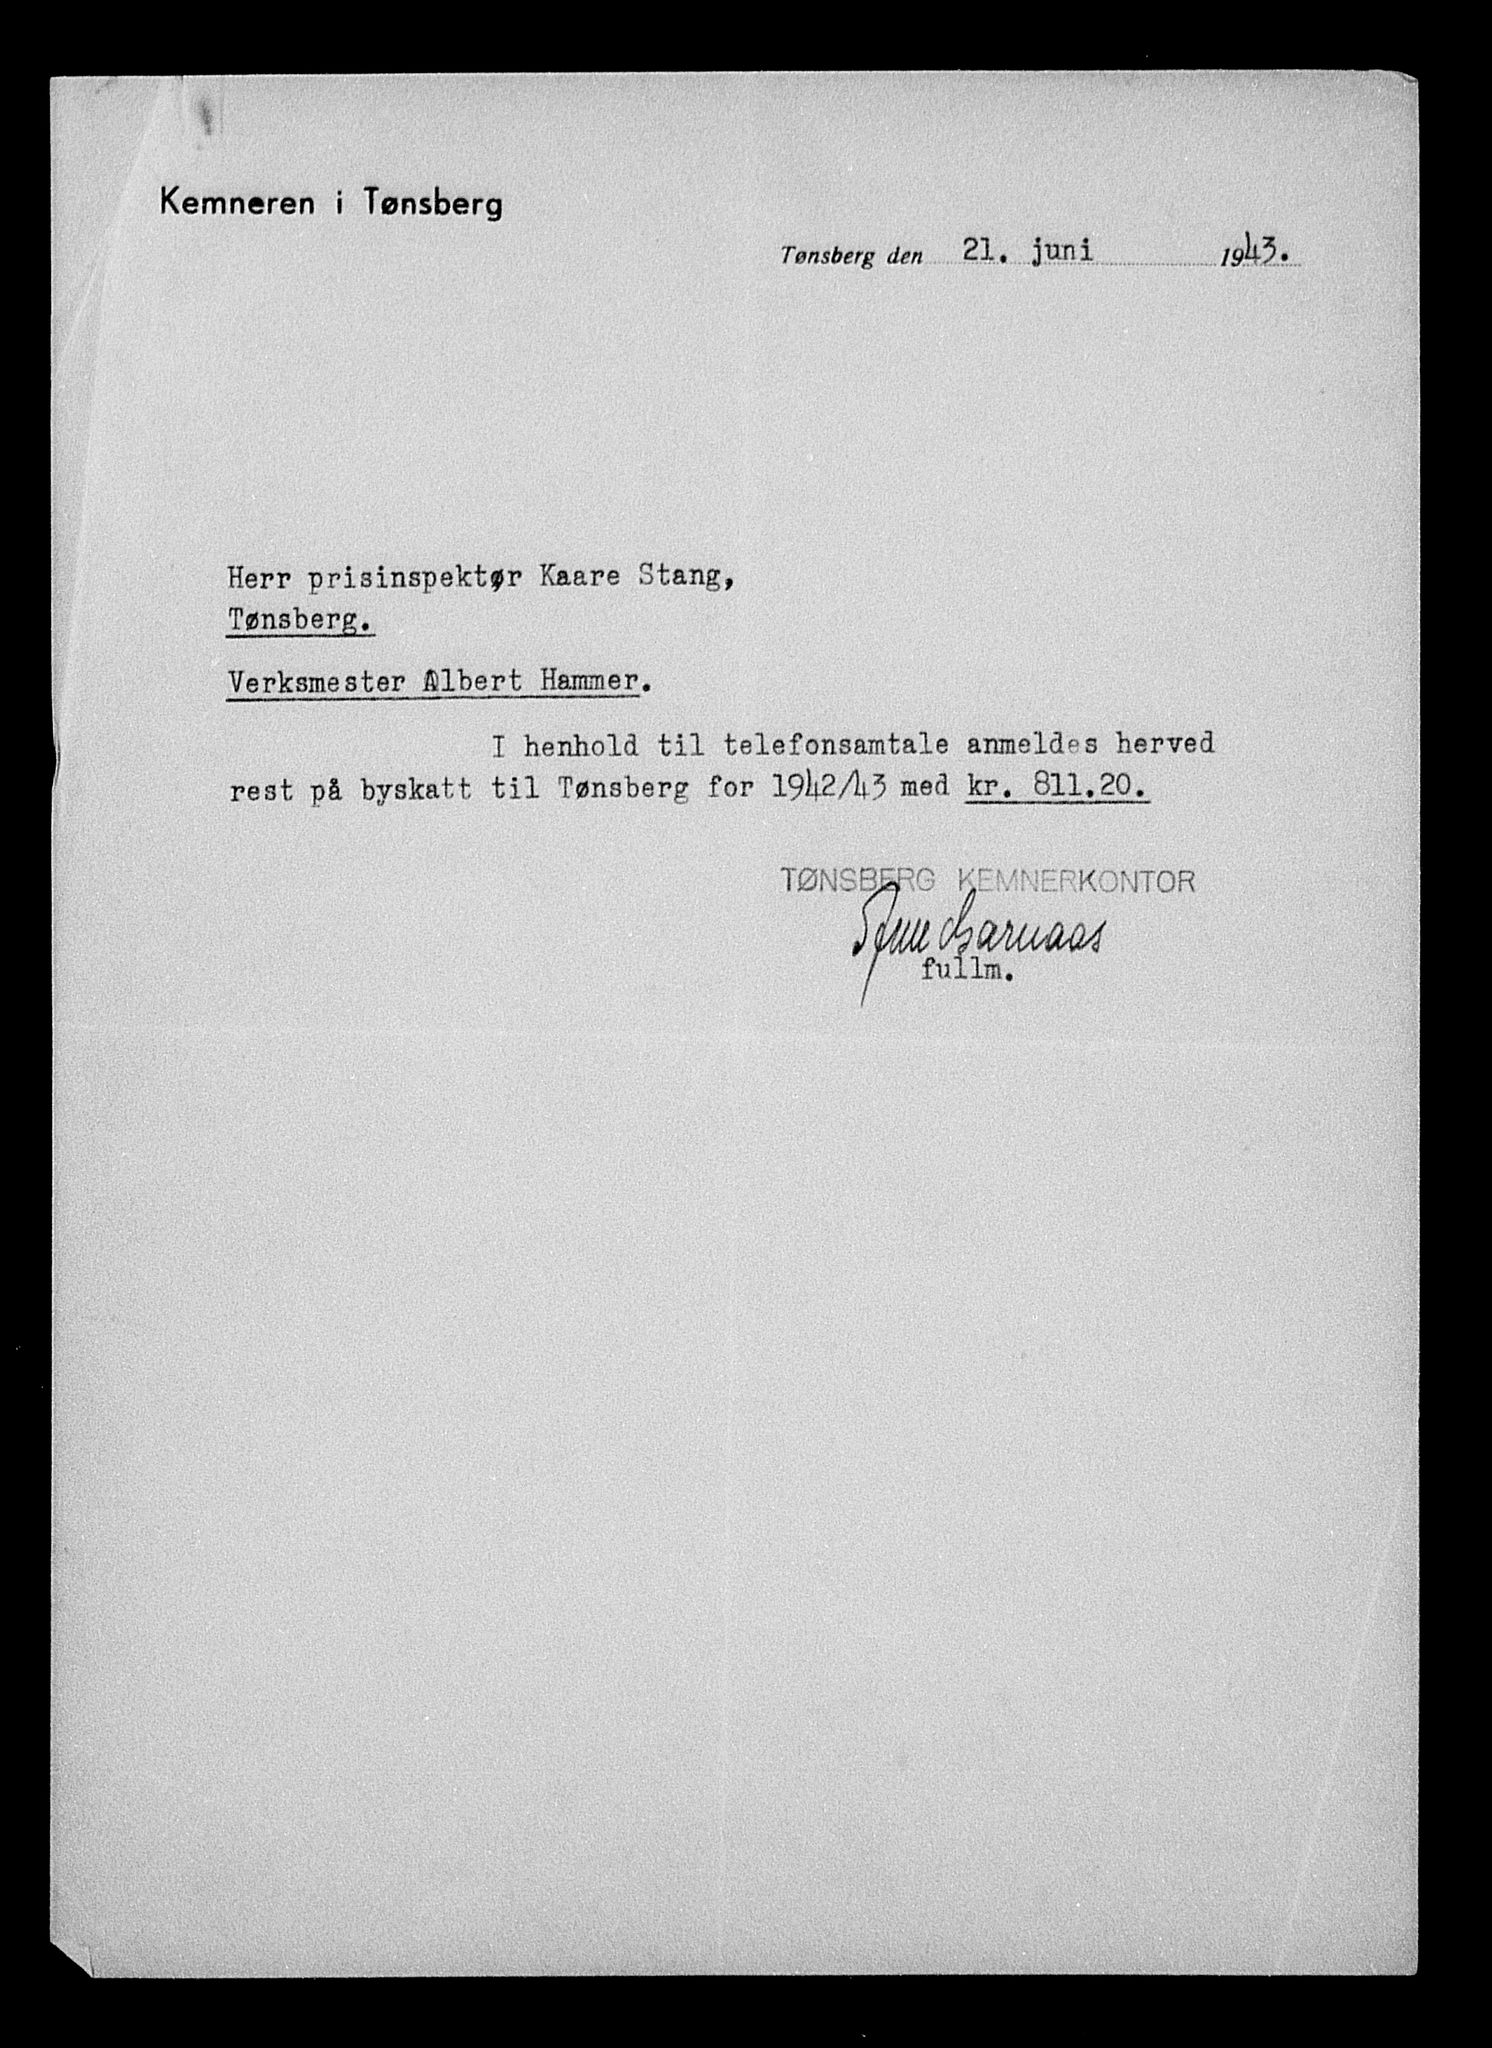 Kemneren i Tønsberg
Tønsberg den 21. juni 1943.
Herr prisinspektør Kaare Stang,
Tønsberg.
Verksmester Albert Hammer.
I henhold til telefonsamtale anmeldes herved
rest på byskatt til Tønsberg for 1942/43 med kr. 811.20.
TØNSBERG KEMNERKONTOR
fullm.